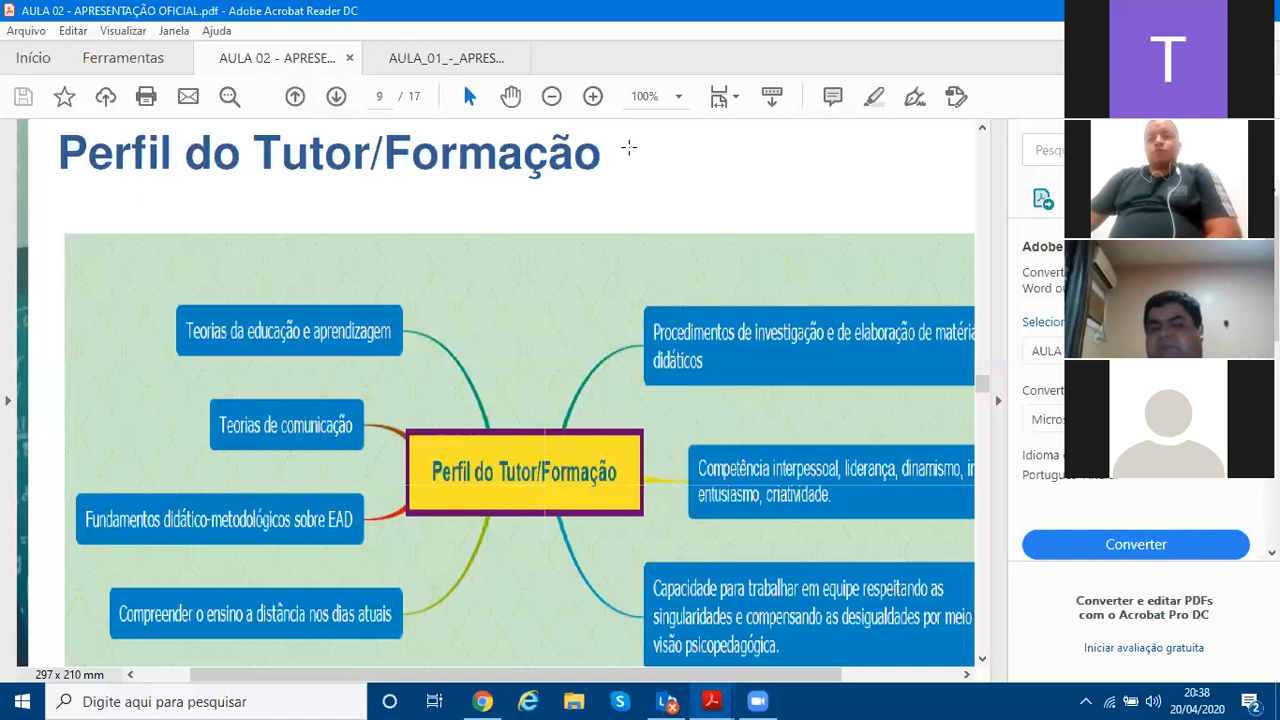 AULA 02 - APRESENTAÇÃO OFICIAL.pdf - Adobe Acrobat Reader DC
Arquivo Editar Visualizar Janela Ajuda
Início Ferramentas AULA 02 - APRESE... × AULA_01_-_APRES...
9 / 17 100%
Perfil do Tutor/Formação
Teorias da educação e aprendizagem
Teorias de comunicação
Fundamentos didático-metodológicos sobre EAD
Compreender o ensino a distância nos dias atuais
Perfil do Tutor/Formação
Procedimentos de investigação e de elaboração de matéria
didáticos
Competência interpessoal, liderança, dinamismo, in
entusiasmo, criatividade.
Capacidade para trabalhar em equipe respeitando as
singularidades e compensando as desigualdades por meio
visão psicopedagógica.
297 x 210 mm
T
Pesqu
Adobe
Convert
Word ou
Selecion
AULA
Convert
Micros
Idioma d
Converter
Converter e editar PDFs
com o Acrobat Pro DC
Iniciar avaliação gratuita
Digite aqui para pesquisar
20:38
20/04/2020
2